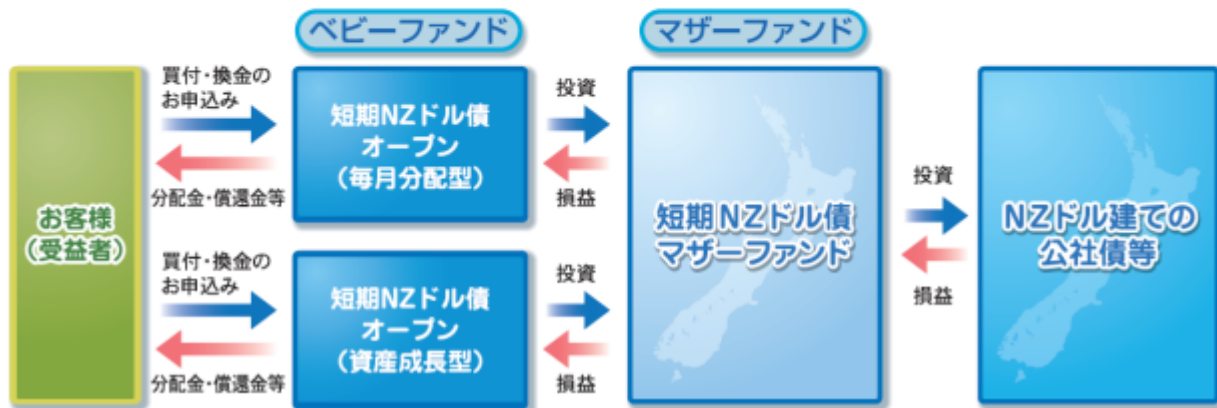 ベビーファンド
マザーファンド
お客様
(受益者)
買付・換金の
お申込み
分配金・償還金等
短期NZドル債
オープン
(毎月分配型)
投資
損益
買付・換金の
お申込み
分配金・償還金等
短期NZドル債
オープン
(資産成長型)
投資
損益
短期NZドル債
マザーファンド
投資
損益
NZドル建ての
公社債等